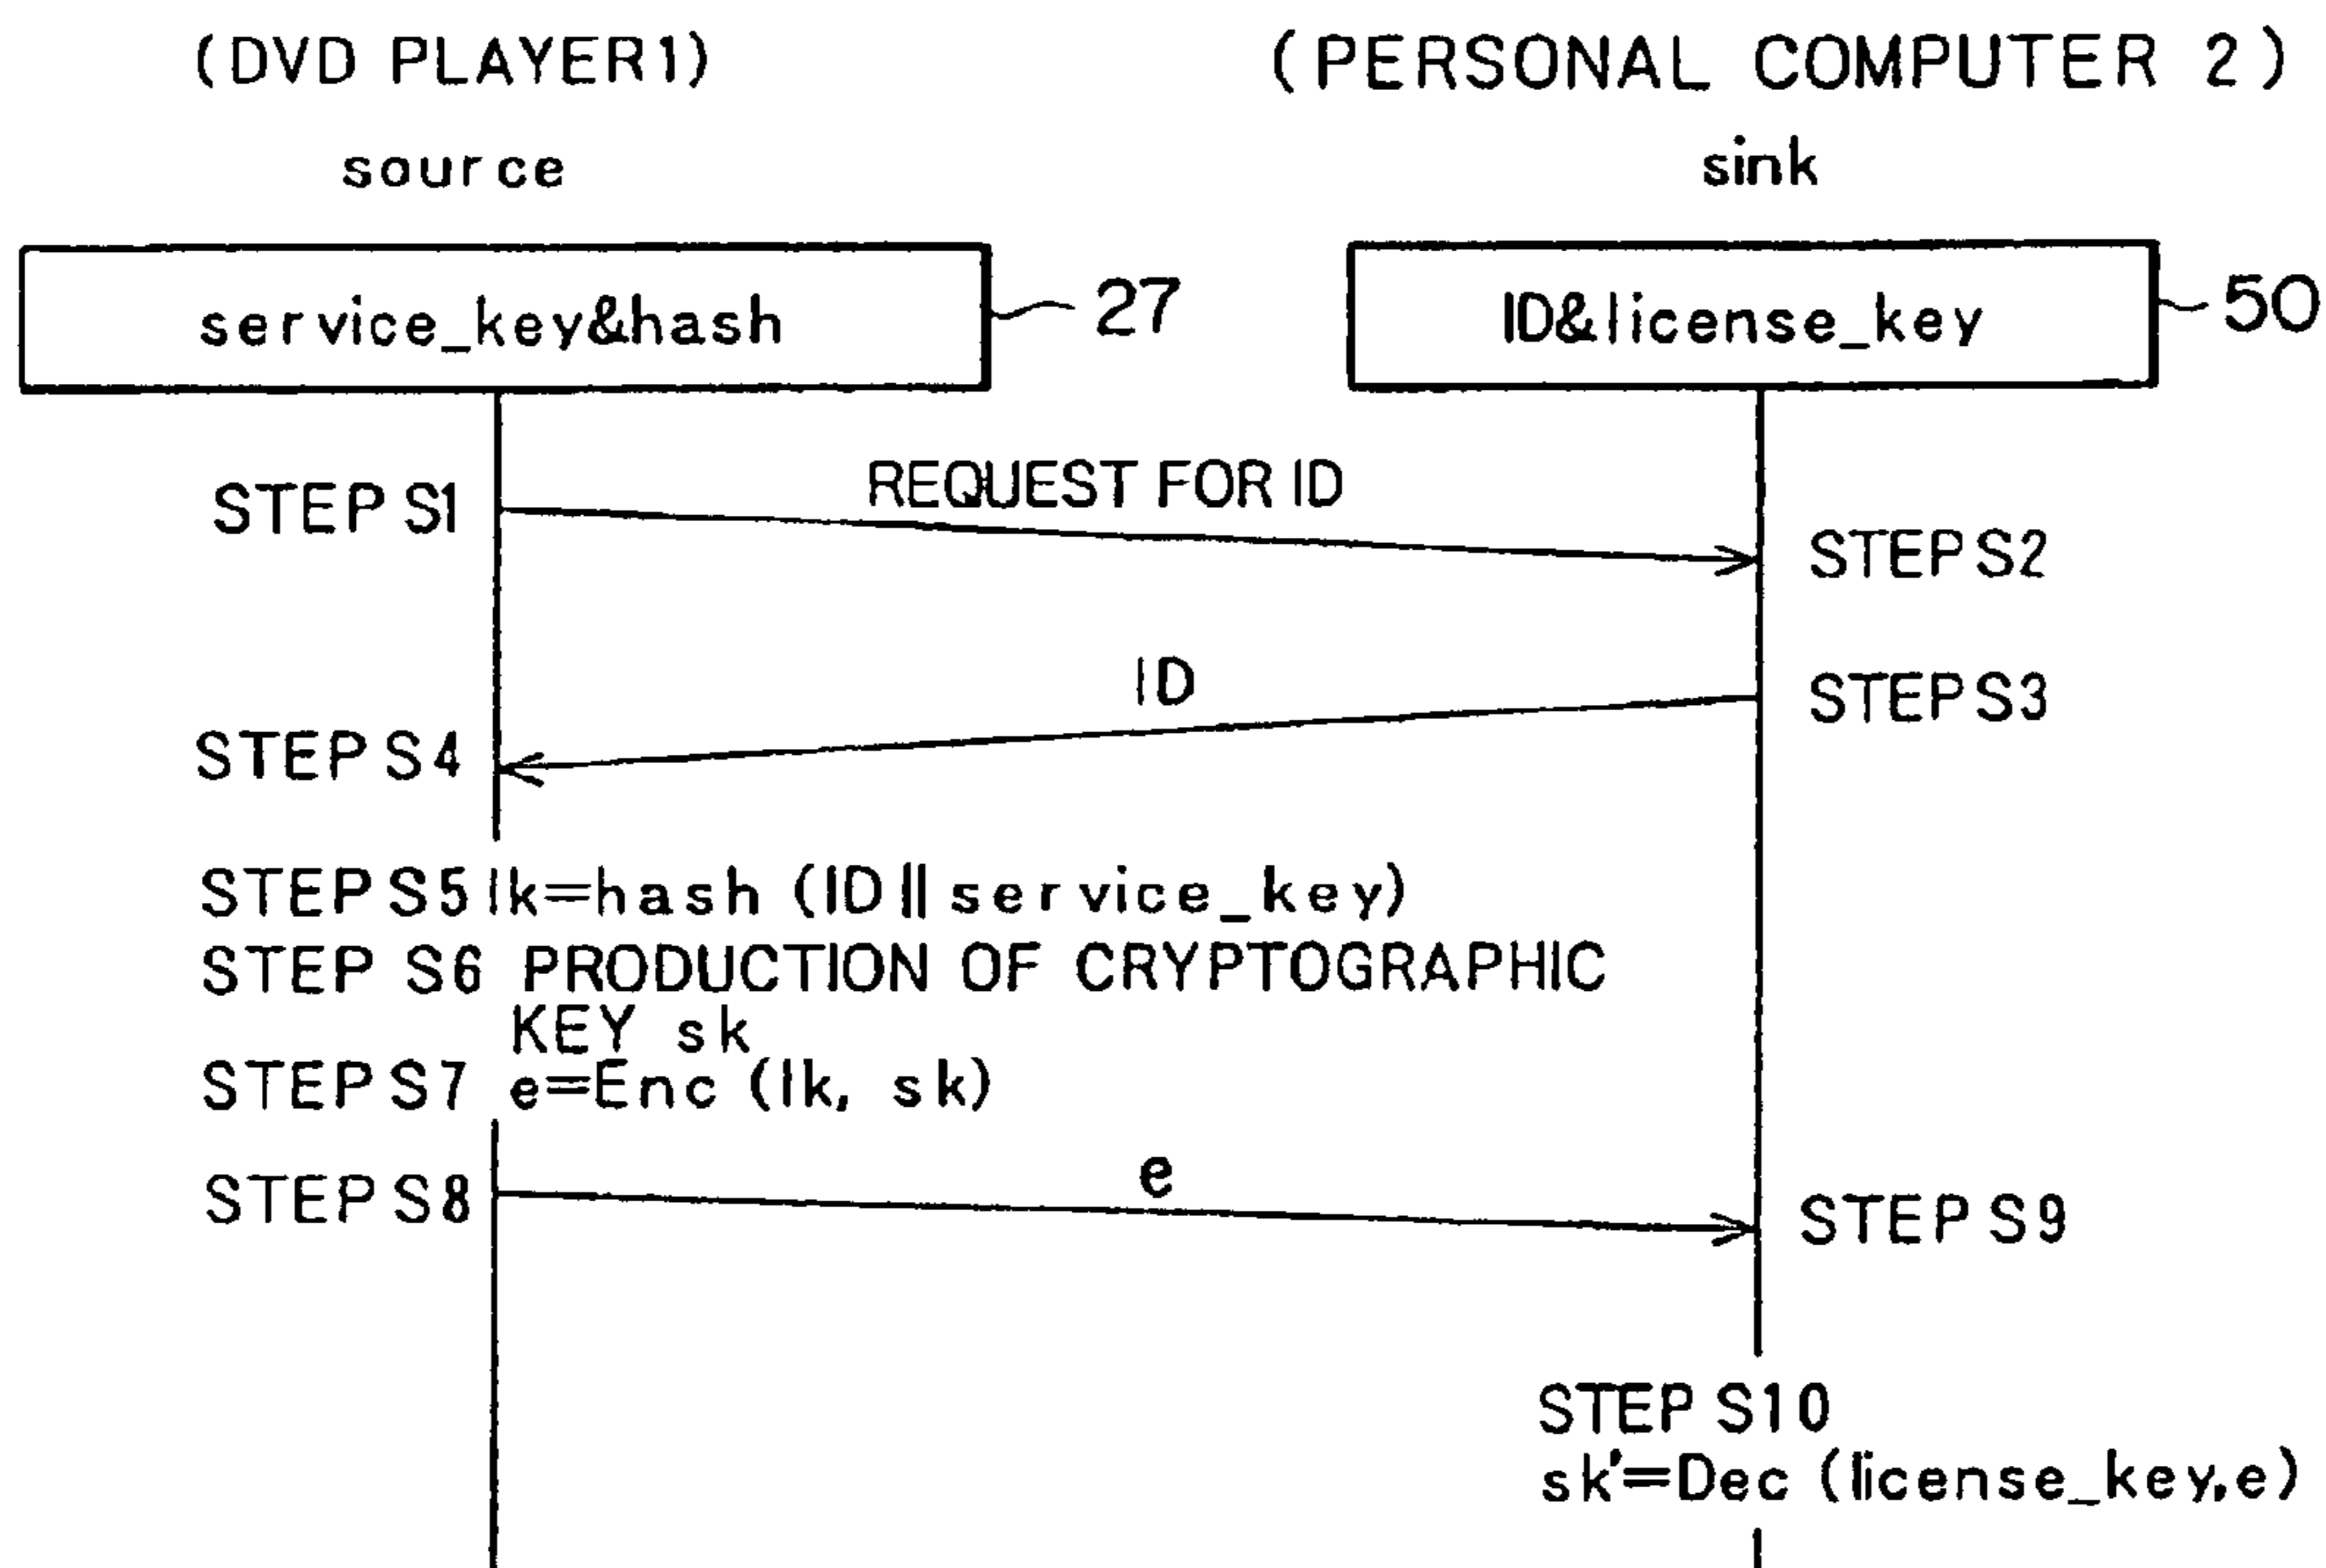 (DVD PLAYER1)
(PERSONAL COMPUTER 2)
source
sink
service_key&hash
27
ID&license_key
50
STEP S1
REQUEST FOR ID
STEP S2
ID
STEP S3
STEP S4
STEP S5 lk=hash (ID || service_key)
STEP S6 PRODUCTION OF CRYPTOGRAPHIC
KEY sk
STEP S7 e=Enc (lk, sk)
STEP S8
e
STEP S9
STEP S10
sk'=Dec (license_key,e)